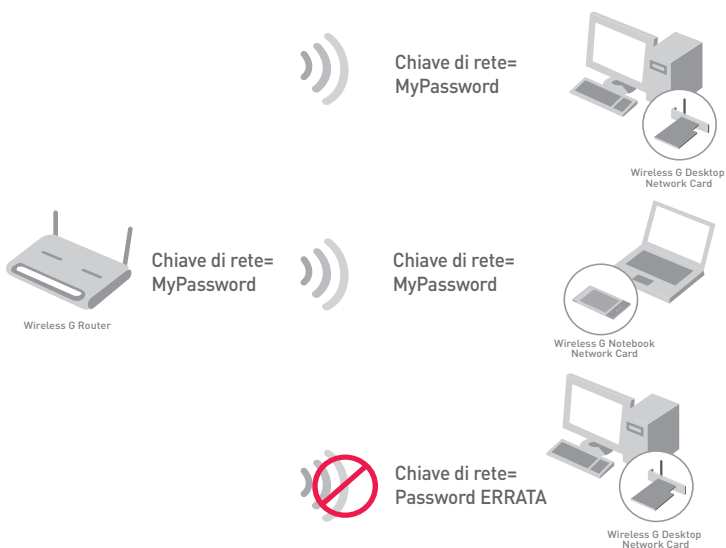 Chiave di rete=
MyPassword
Wireless G Desktop
Network Card
Wireless G Router
Chiave di rete=
MyPassword
Chiave di rete=
MyPassword
Wireless G Notebook
Network Card
Chiave di rete=
Password ERRATA
Wireless G Desktop
Network Card